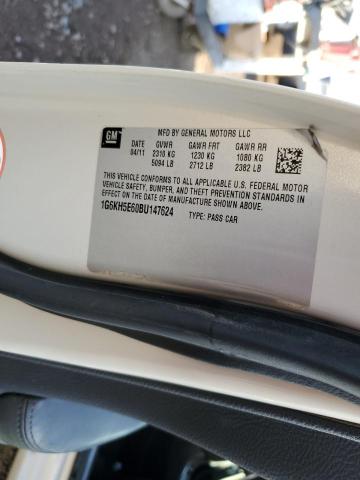 GM
MFD BY GENERAL MOTORS LLC
04/11 GVWR GAWR FRT GAWR RR
2310 KG 1230 KG 1080 KG
5094 LB 2712 LB 2382 LB
THIS VEHICLE CONFORMS TO ALL APPLICABLE U.S. FEDERAL MOTOR
VEHICLE SAFETY, BUMPER, AND THEFT PREVENTION STANDARDS IN
EFFECT ON THE DATE OF MANUFACTURE SHOWN ABOVE.
1G6KH5E60BU147624 TYPE: PASS CAR